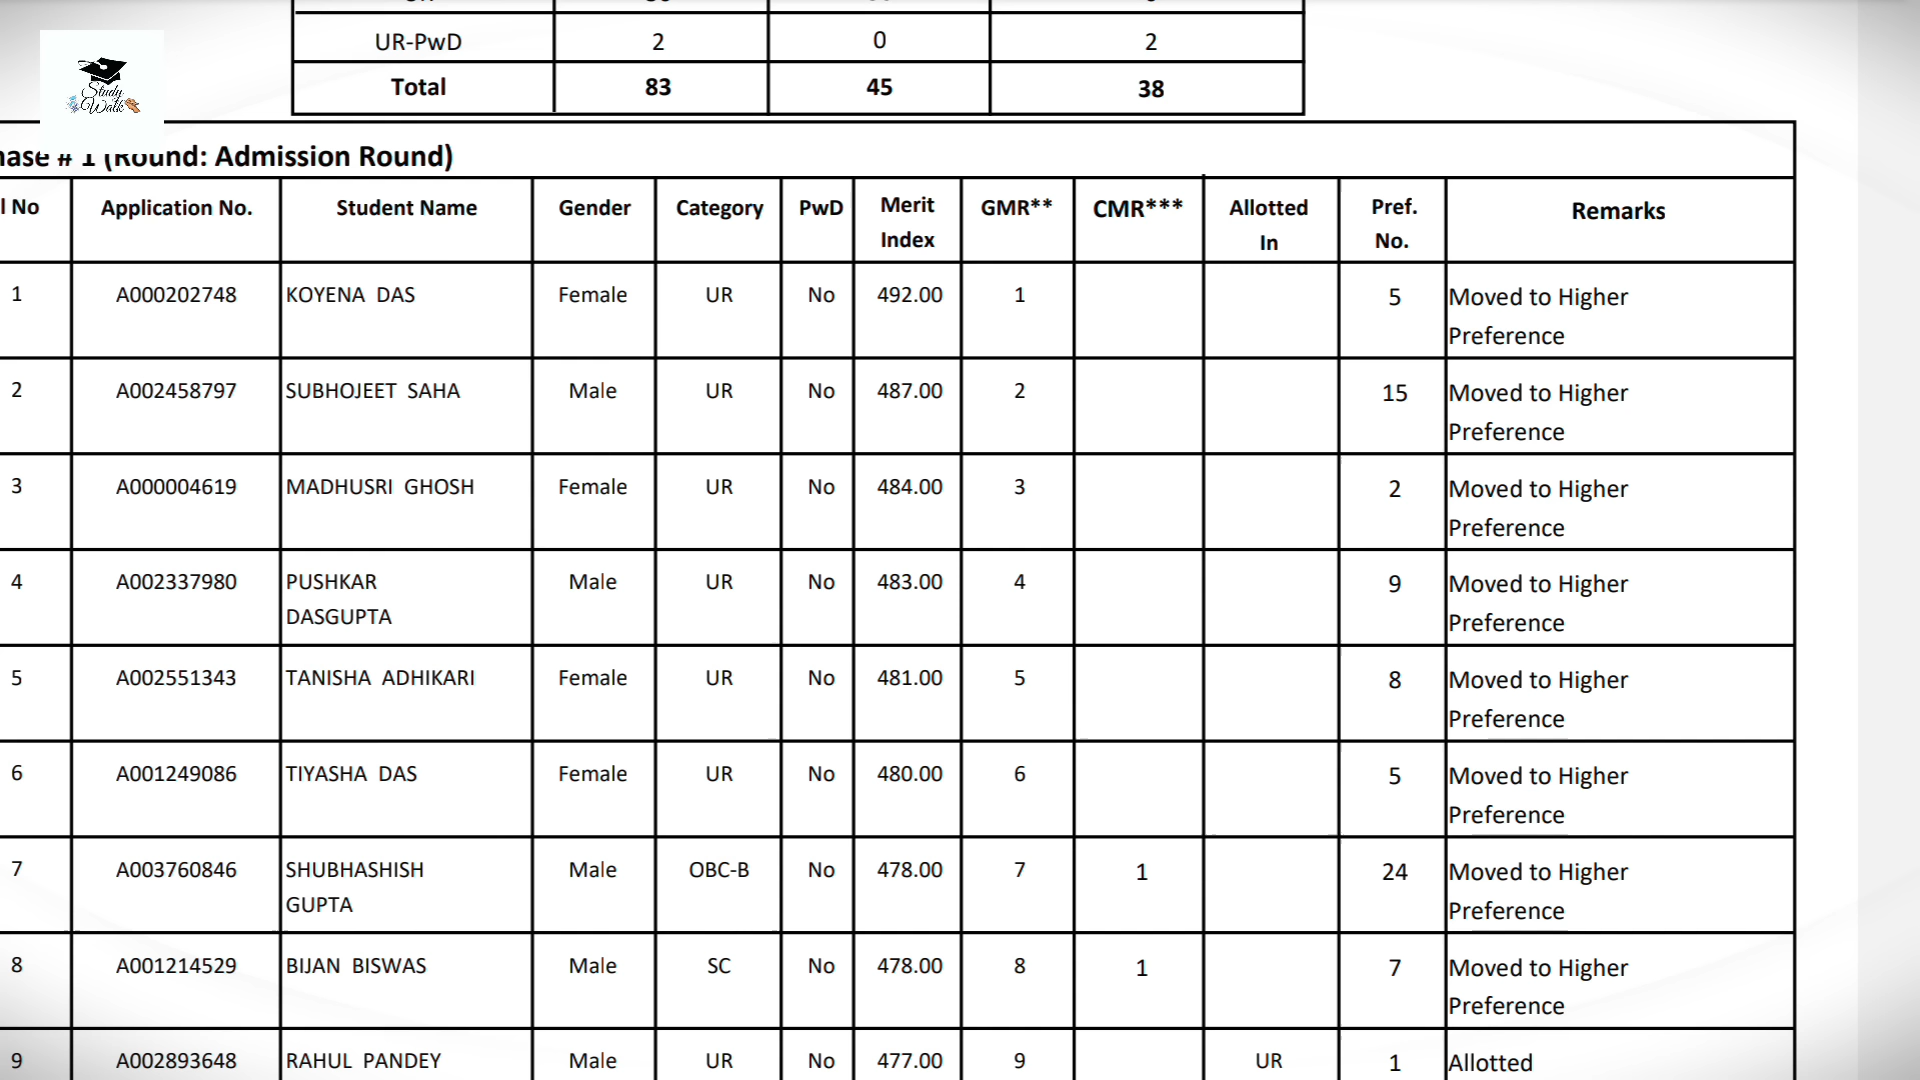 UR-PwD 2 0 2
Total 83 45 38
Study
Walk
hase # 1 (Round: Admission Round)
l No Application No. Student Name Gender Category PwD Merit Index GMR** CMR*** Allotted In Pref. No. Remarks
1 A000202748 KOYENA DAS Female UR No 492.00 1 5 Moved to Higher
Preference
2 A002458797 SUBHOJEET SAHA Male UR No 487.00 2 15 Moved to Higher
Preference
3 A000004619 MADHUSRI GHOSH Female UR No 484.00 3 2 Moved to Higher
Preference
4 A002337980 PUSHKAR Male UR No 483.00 4 9 Moved to Higher
DASGUPTA Preference
5 A002551343 TANISHA ADHIKARI Female UR No 481.00 5 8 Moved to Higher
Preference
6 A001249086 TIYASHA DAS Female UR No 480.00 6 5 Moved to Higher
Preference
7 A003760846 SHUBHASHISH Male OBC-B No 478.00 7 1 24 Moved to Higher
GUPTA Preference
8 A001214529 BIJAN BISWAS Male SC No 478.00 8 1 7 Moved to Higher
Preference
9 A002893648 RAHUL PANDEY Male UR No 477.00 9 UR 1 Allotted